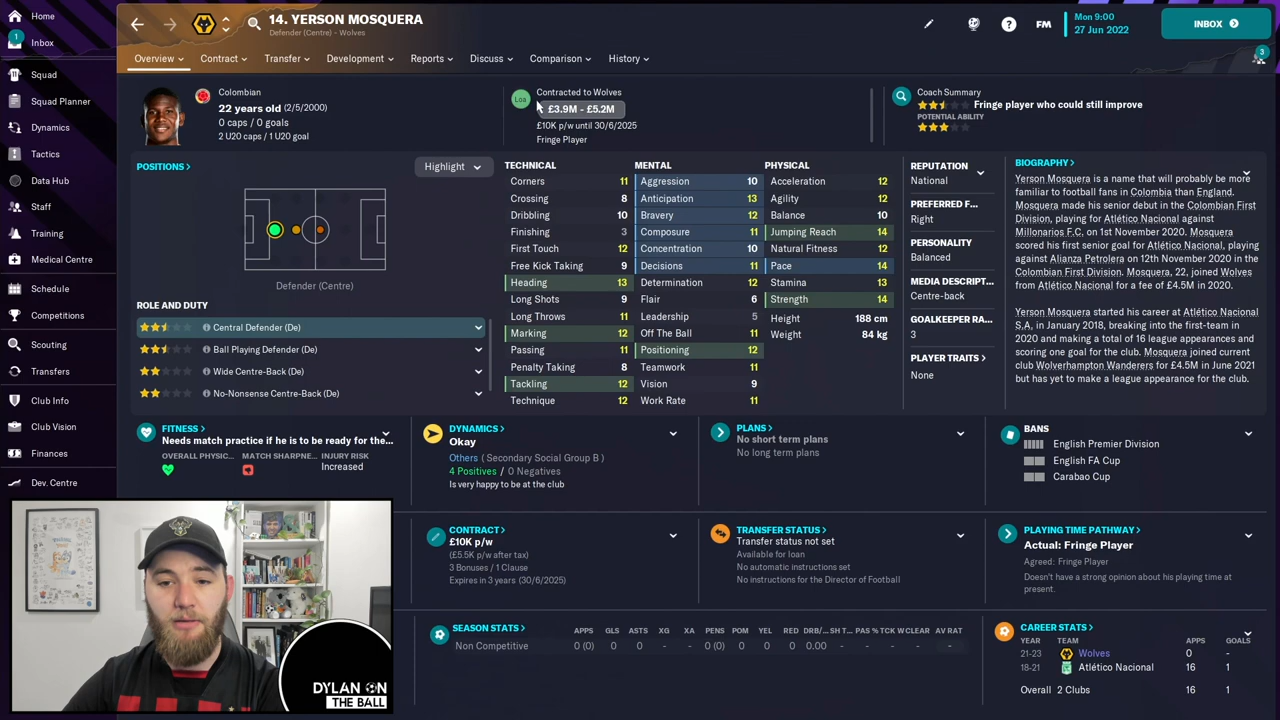 Home
1
Inbox
Squad
Squad Planner
Dynamics
Tactics
Data Hub
Staff
Training
Medical Centre
Schedule
Competitions
Scouting
Transfers
Club Info
Club Vision
Finances
Dev. Centre
14. YERSON MOSQUERA
Defender (Centre) - Wolves
FM
Mon 9:00
27 Jun 2022
INBOX
3
Overview
Contract
Transfer
Development
Reports
Discuss
Comparison
History
Colombian
22 years old (2/5/2000)
0 caps / 0 goals
2 U20 caps / 1 U20 goal
Loa
Contracted to Wolves
£3.9M - £5.2M
£10K p/w until 30/6/2025
Fringe Player
Coach Summary
Fringe player who could still improve
POTENTIAL ABILITY
POSITIONS
Highlight
Defender (Centre)
ROLE AND DUTY
Central Defender (De)
Ball Playing Defender (De)
Wide Centre-Back (De)
No-Nonsense Centre-Back (De)
TECHNICAL
Corners 11
Crossing 8
Dribbling 10
Finishing 3
First Touch 12
Free Kick Taking 9
Heading 13
Long Shots 9
Long Throws 11
Marking 12
Passing 11
Penalty Taking 8
Tackling 12
Technique 12
MENTAL
Aggression 10
Anticipation 13
Bravery 12
Composure 11
Concentration 10
Decisions 11
Determination 12
Flair 6
Leadership 5
Off The Ball 11
Positioning 12
Teamwork 11
Vision 9
Work Rate 11
PHYSICAL
Acceleration 12
Agility 12
Balance 10
Jumping Reach 14
Natural Fitness 12
Pace 14
Stamina 13
Strength 14
Height 188 cm
Weight 84 kg
REPUTATION
National
PREFERRED F...
Right
PERSONALITY
Balanced
MEDIA DESCRIPT...
Centre-back
GOALKEEPER RA...
3
PLAYER TRAITS
None
BIOGRAPHY
Yerson Mosquera is a name that will probably be more
familiar to football fans in Colombia than England.
Mosquera made his senior debut in the Colombian First
Division, playing for Atlético Nacional against
Millonarios F.C, on 1st November 2020. Mosquera
scored his first senior goal for Atlético Nacional, playing
against Alianza Petrolera on 12th November 2020 in the
Colombian First Division. Mosquera, 22, joined Wolves
from Atlético Nacional for a fee of £4.5M in 2020.
Yerson Mosquera started his career at Atlético Nacional
S.A, in January 2018, breaking into the first-team in
2020 and making a total of 16 league appearances and
scoring one goal for the club. Mosquera joined current
club Wolverhampton Wanderers for £4.5M in June 2021
but has yet to make a league appearance for the club.
FITNESS
Needs match practice if he is to be ready for the...
OVERALL PHYSIC...
MATCH SHARPNE...
INJURY RISK
Increased
DYNAMICS
Okay
Others ( Secondary Social Group B )
4 Positives / 0 Negatives
Is very happy to be at the club
PLANS
No short term plans
No long term plans
BANS
English Premier Division
English FA Cup
Carabao Cup
CONTRACT
£10K p/w
(£5.5K p/w after tax)
3 Bonuses / 1 Clause
Expires in 3 years (30/6/2025)
TRANSFER STATUS
Transfer status not set
Available for loan
No automatic instructions set
No instructions for the Director of Football
PLAYING TIME PATHWAY
Actual: Fringe Player
Agreed: Fringe Player
Doesn't have a strong opinion about his playing time at
present.
SEASON STATS
APPS GLS ASTS XG XA PENS POM YEL RED DRB/... SH T... PAS % TCK W CLEAR AV RAT
Non Competitive 0 (0) 0 0 - - 0 (0) 0 0 0 0.00 - - - - -
CAREER STATS
YEAR TEAM APPS GOALS
21-23 Wolves 0 -
18-21 Atlético Nacional 16 1
Overall 2 Clubs 16 1
DYLAN ON
THE BALL